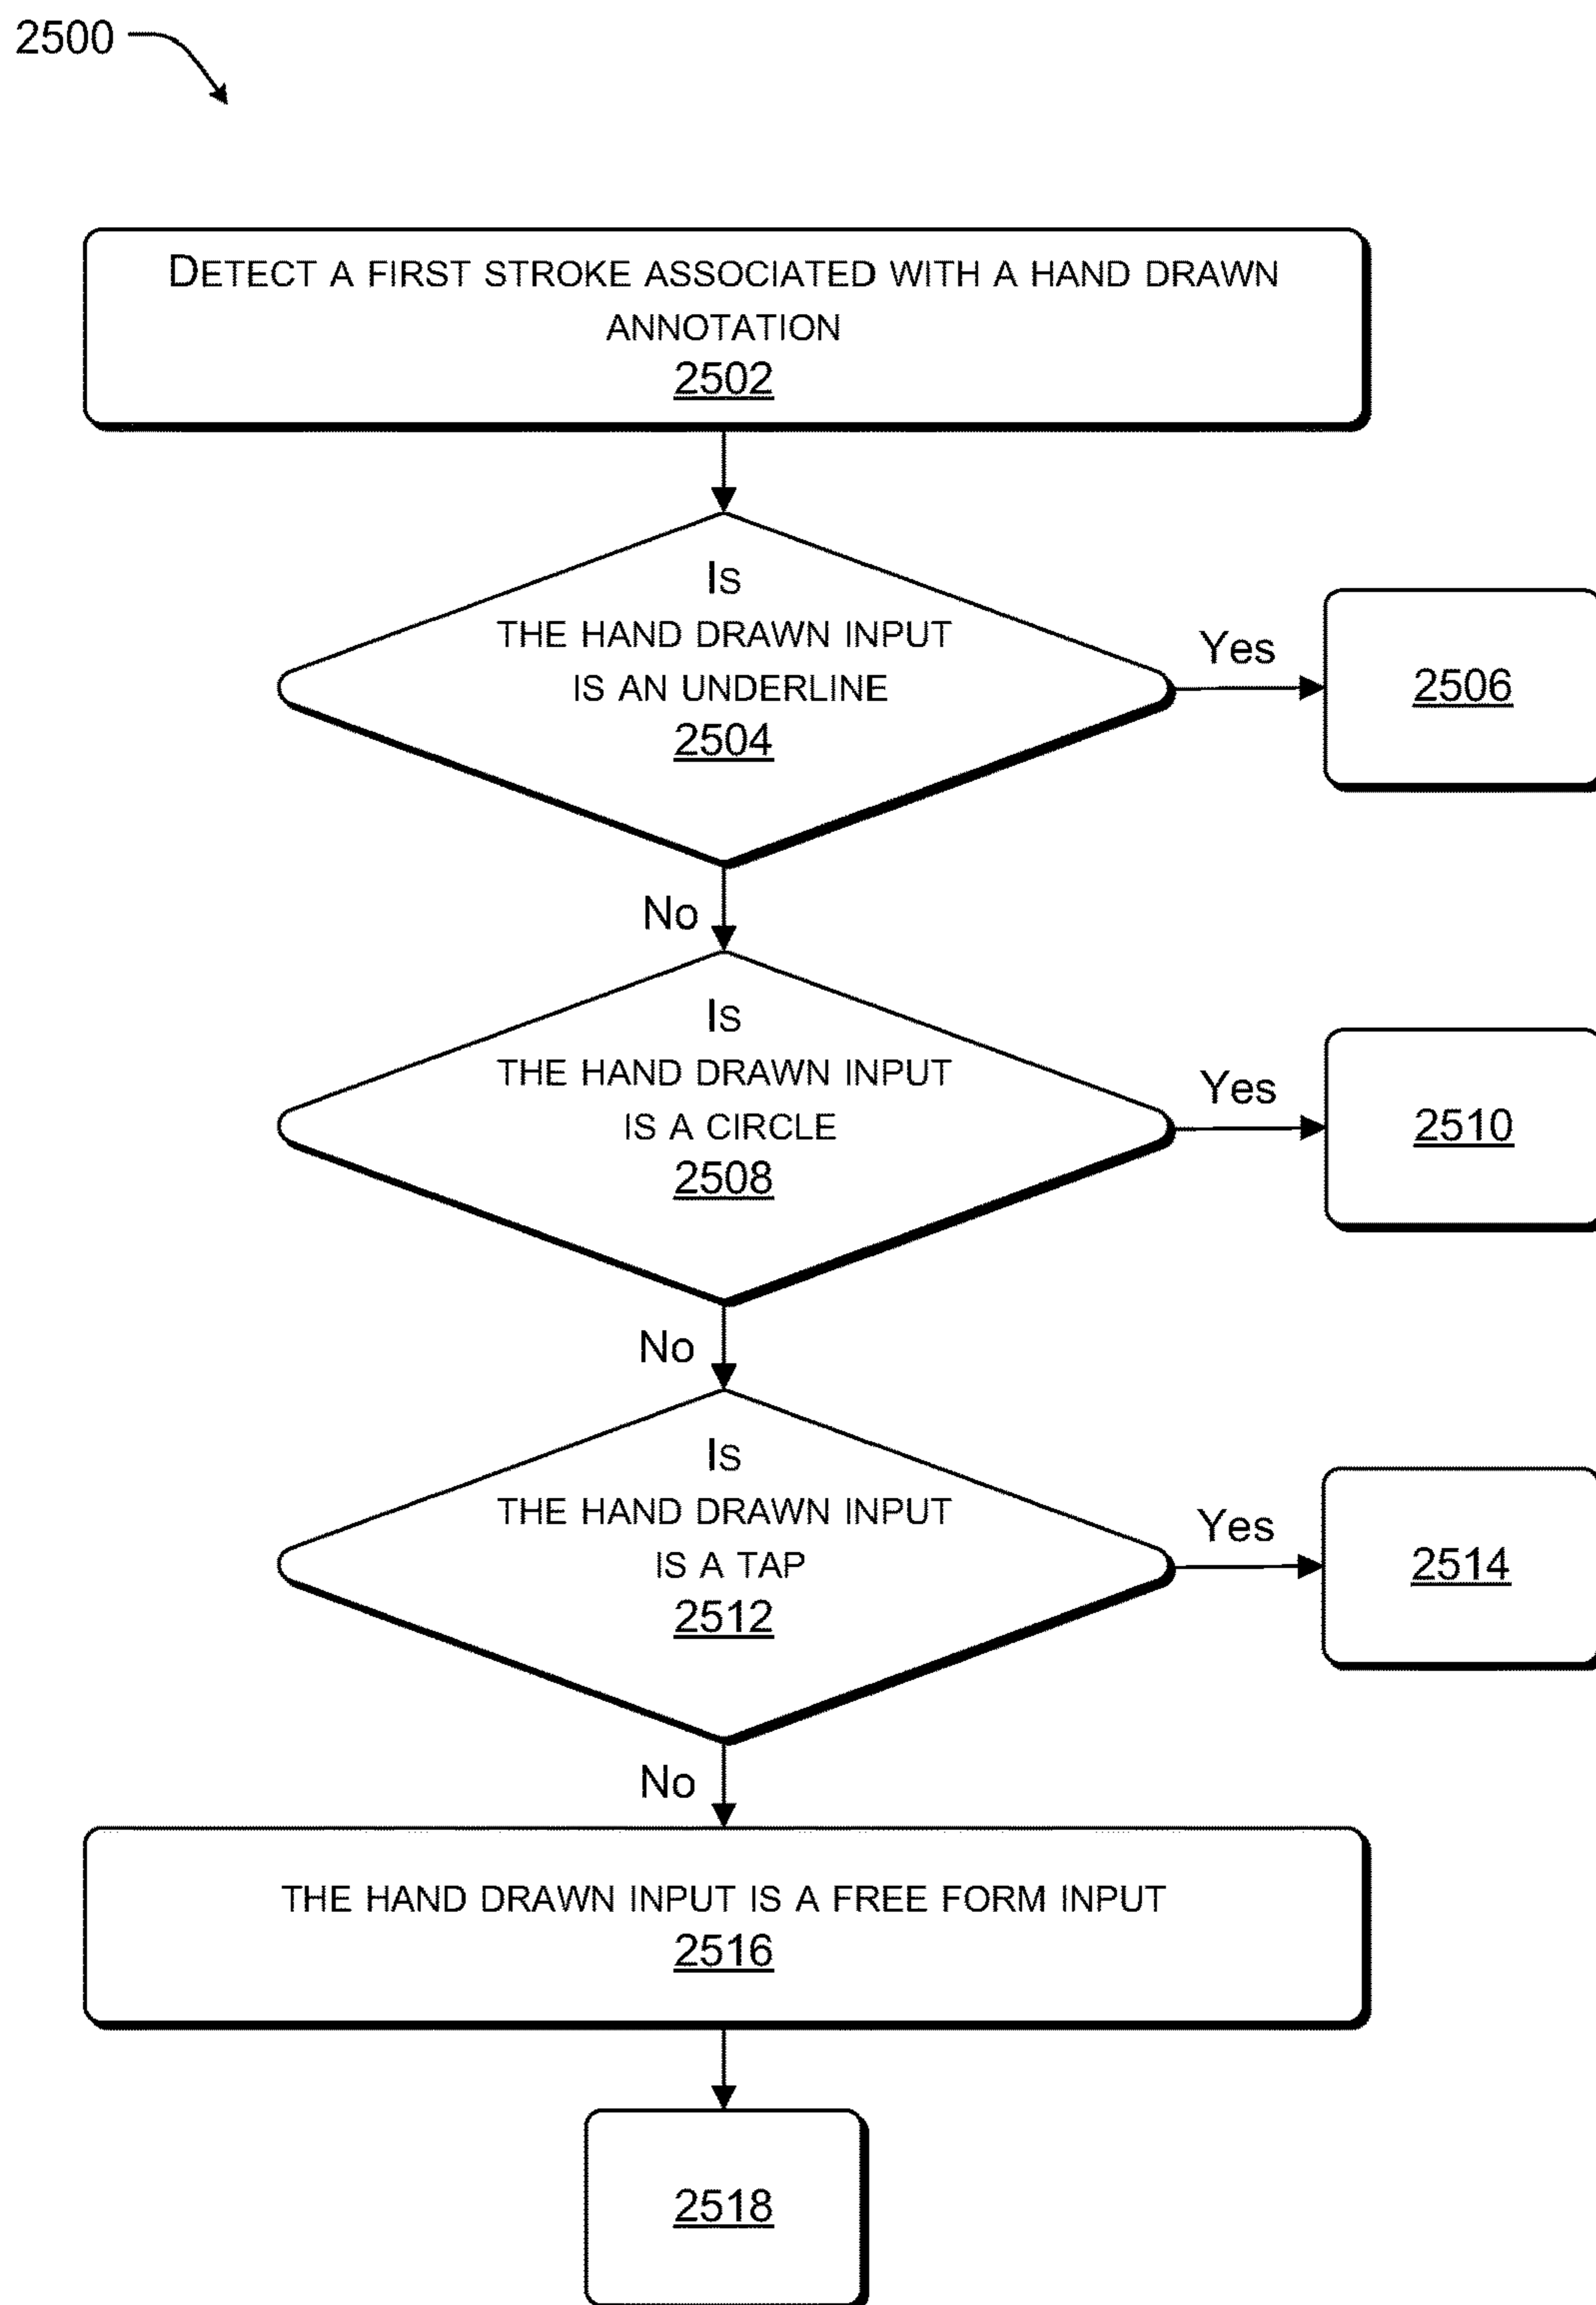 2500
DETECT A FIRST STROKE ASSOCIATED WITH A HAND DRAWN
ANNOTATION
2502
IS
THE HAND DRAWN INPUT
IS AN UNDERLINE
2504
Yes
2506
No
IS
THE HAND DRAWN INPUT
IS A CIRCLE
2508
Yes
2510
No
IS
THE HAND DRAWN INPUT
IS A TAP
2512
Yes
2514
No
THE HAND DRAWN INPUT IS A FREE FORM INPUT
2516
2518